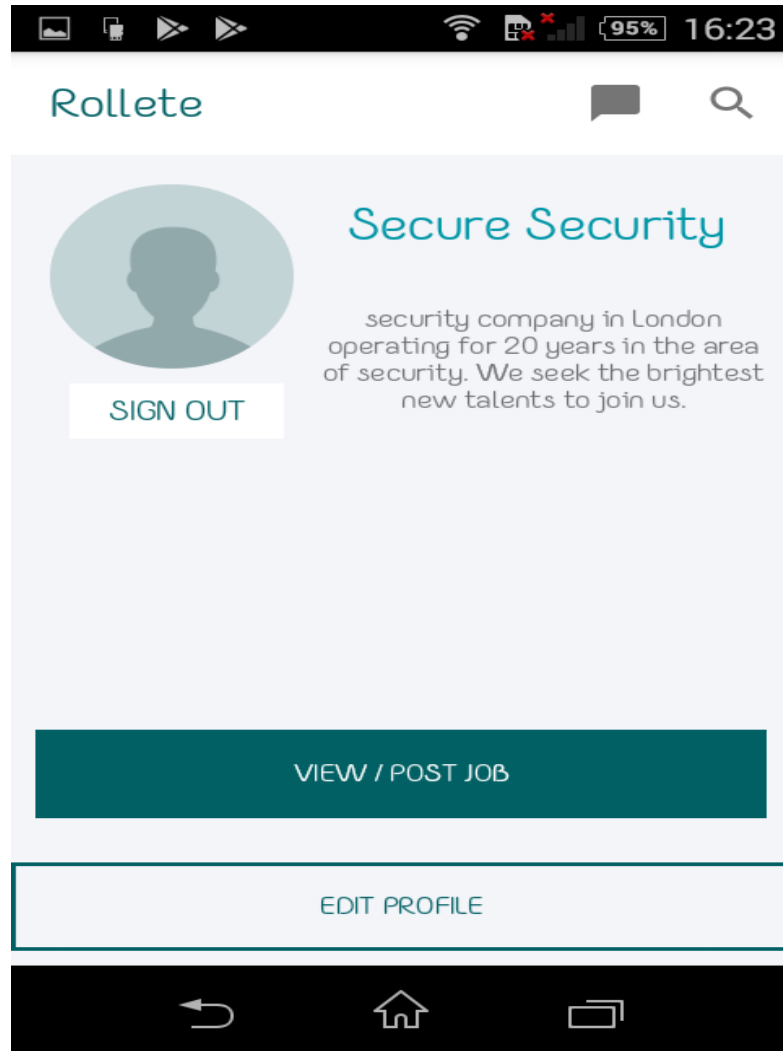 95% 16:23
Rollete
Secure Security
security company in London
operating for 20 years in the area
of security. We seek the brightest
new talents to join us.
SIGN OUT
VIEW / POST JOB
EDIT PROFILE